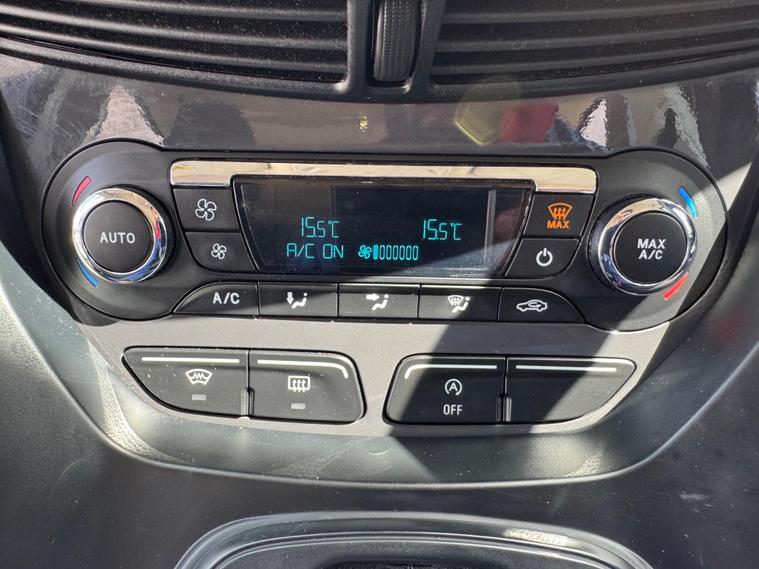 15.5°C 15.5°C
A/C ON
AUTO
MAX
MAX
A/C
A/C
OFF